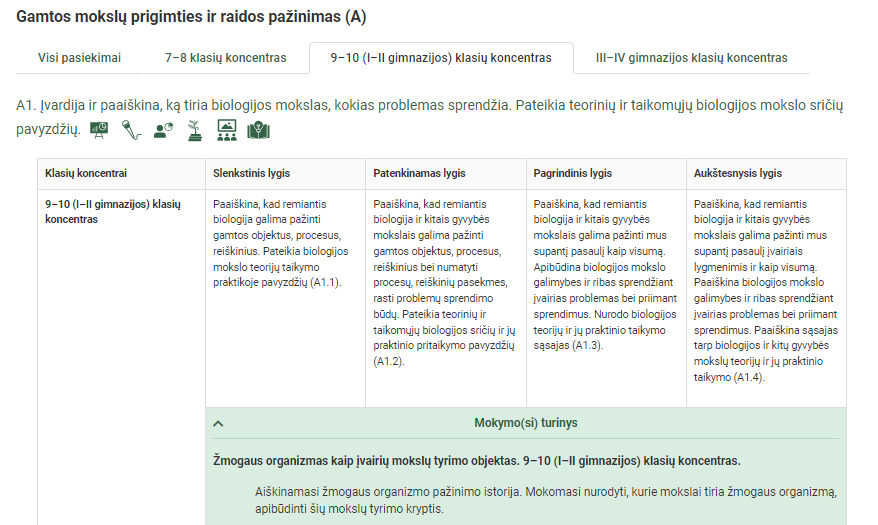 Gamtos mokslų prigimties ir raidos pažinimas (A)
Visi pasiekimai
7–8 klasių koncentras
9–10 (I–II gimnazijos) klasių koncentras
III–IV gimnazijos klasių koncentras
A1. Įvardija ir paaiškina, ką tiria biologijos mokslas, kokias problemas sprendžia. Pateikia teorinių ir taikomųjų biologijos mokslo sričių
pavyzdžių.
Klasių koncentrai
Slenkstinis lygis
Patenkinamas lygis
Pagrindinis lygis
Aukštesnysis lygis
9–10 (I–II gimnazijos) klasių
koncentras
Paaiškina, kad remiantis
biologija galima pažinti
gamtos objektus, procesus,
reiškinius. Pateikia biologijos
mokslo teorijų taikymo
praktikoje pavyzdžių (A1.1).
Paaiškina, kad remiantis
biologija ir kitais gyvybės
mokslais galima pažinti
gamtos objektus, procesus,
reiškinius bei numatyti
procesų, reiškinių pasekmes,
rasti problemų sprendimo
būdų. Pateikia teorinių ir
taikomųjų biologijos sričių ir jų
praktinio pritaikymo pavyzdžių
(A1.2).
Paaiškina, kad remiantis
biologija ir kitais gyvybės
mokslais galima pažinti mus
supantį pasaulį kaip visumą.
Apibūdina biologijos mokslo
galimybes ir ribas sprendžiant
įvairias problemas bei priimant
sprendimus. Nurodo biologijos
teorijų ir jų praktinio taikymo
sąsajas (A1.3).
Paaiškina, kad remiantis
biologija ir kitais gyvybės
mokslais galima pažinti mus
supantį pasaulį įvairiais
lygmenimis ir kaip visumą.
Paaiškina biologijos mokslo
galimybes ir ribas sprendžiant
įvairias problemas bei priimant
sprendimus. Paaiškina sąsajas
tarp biologijos ir kitų gyvybės
mokslų teorijų ir jų praktinio
taikymo (A1.4).
Mokymo(si) turinys
Žmogaus organizmas kaip įvairių mokslų tyrimo objektas. 9–10 (I–II gimnazijos) klasių koncentras.
Aiškinamasi žmogaus organizmo pažinimo istorija. Mokomasi nurodyti, kurie mokslai tiria žmogaus organizmą,
apibūdinti šių mokslų tyrimo kryptis.